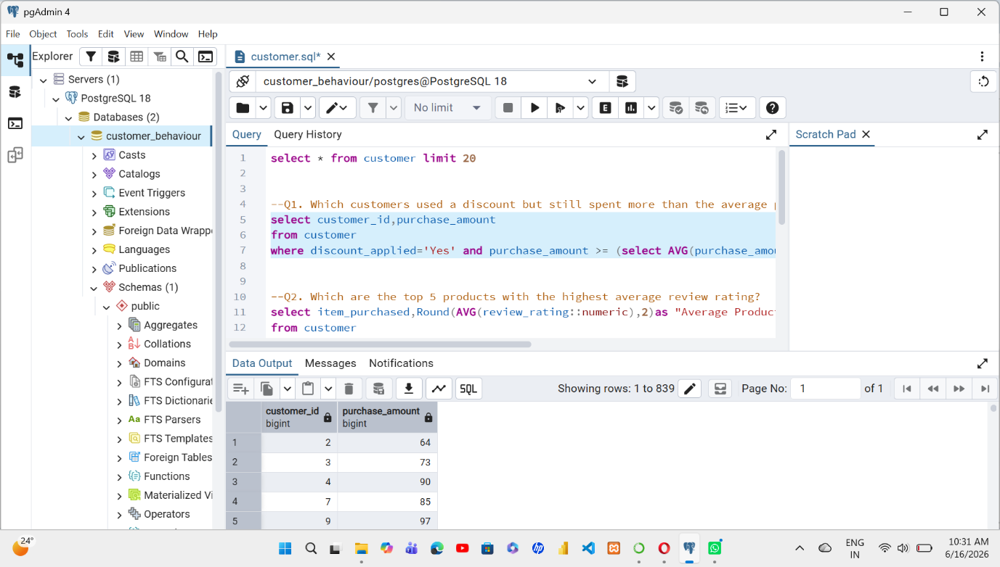 pgAdmin 4
File Object Tools Edit View Window Help
Explorer
customer.sql*
Servers (1)
PostgreSQL 18
Databases (2)
customer_behaviour
Casts
Catalogs
Event Triggers
Extensions
Foreign Data Wrappe
Languages
Publications
Schemas (1)
public
Aggregates
Collations
Domains
FTS Configurat
FTS Dictionarie
FTS Parsers
FTS Templates
Foreign Tables
Functions
Materialized Vi
Operators
customer_behaviour/postgres@PostgreSQL 18
No limit
E
Query Query History
Scratch Pad
1 select * from customer limit 20
2
3
4 --Q1. Which customers used a discount but still spent more than the average p
5 select customer_id,purchase_amount
6 from customer
7 where discount_applied='Yes' and purchase_amount >= (select AVG(purchase_amou
8
9
10 --Q2. Which are the top 5 products with the highest average review rating?
11 select item_purchased,Round(AVG(review_rating::numeric),2)as "Average Product
12 from customer
Data Output Messages Notifications
SQL
Showing rows: 1 to 839
Page No: 1 of 1
customer_id purchase_amount
bigint bigint
1 2 64
2 3 73
3 4 90
4 7 85
5 9 97
24°
ENG
IN
10:31 AM
6/16/2026